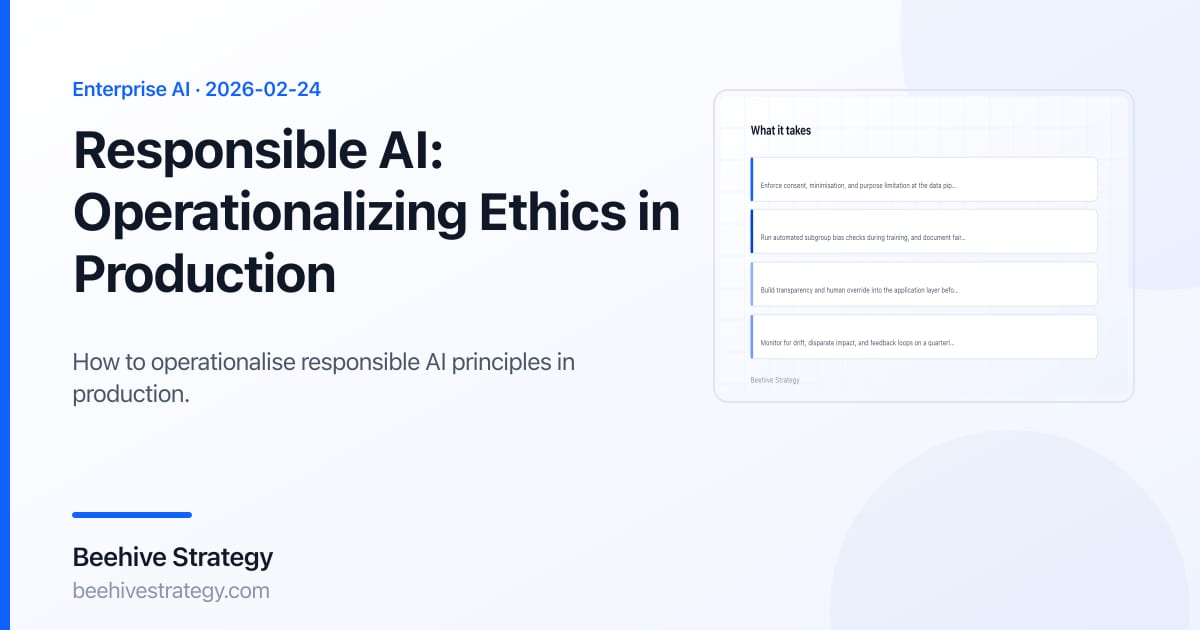 Enterprise AI · 2026-02-24
Responsible AI:
Operationalizing Ethics in
Production
How to operationalise responsible AI principles in
production.
Beehive Strategy
beehivestrategy.com
What it takes
Enforce consent, minimisation, and purpose limitation at the data pip...
Run automated subgroup bias checks during training, and document fair...
Build transparency and human override into the application layer befo...
Monitor for drift, disparate impact, and feedback loops on a quarterl...
Beehive Strategy